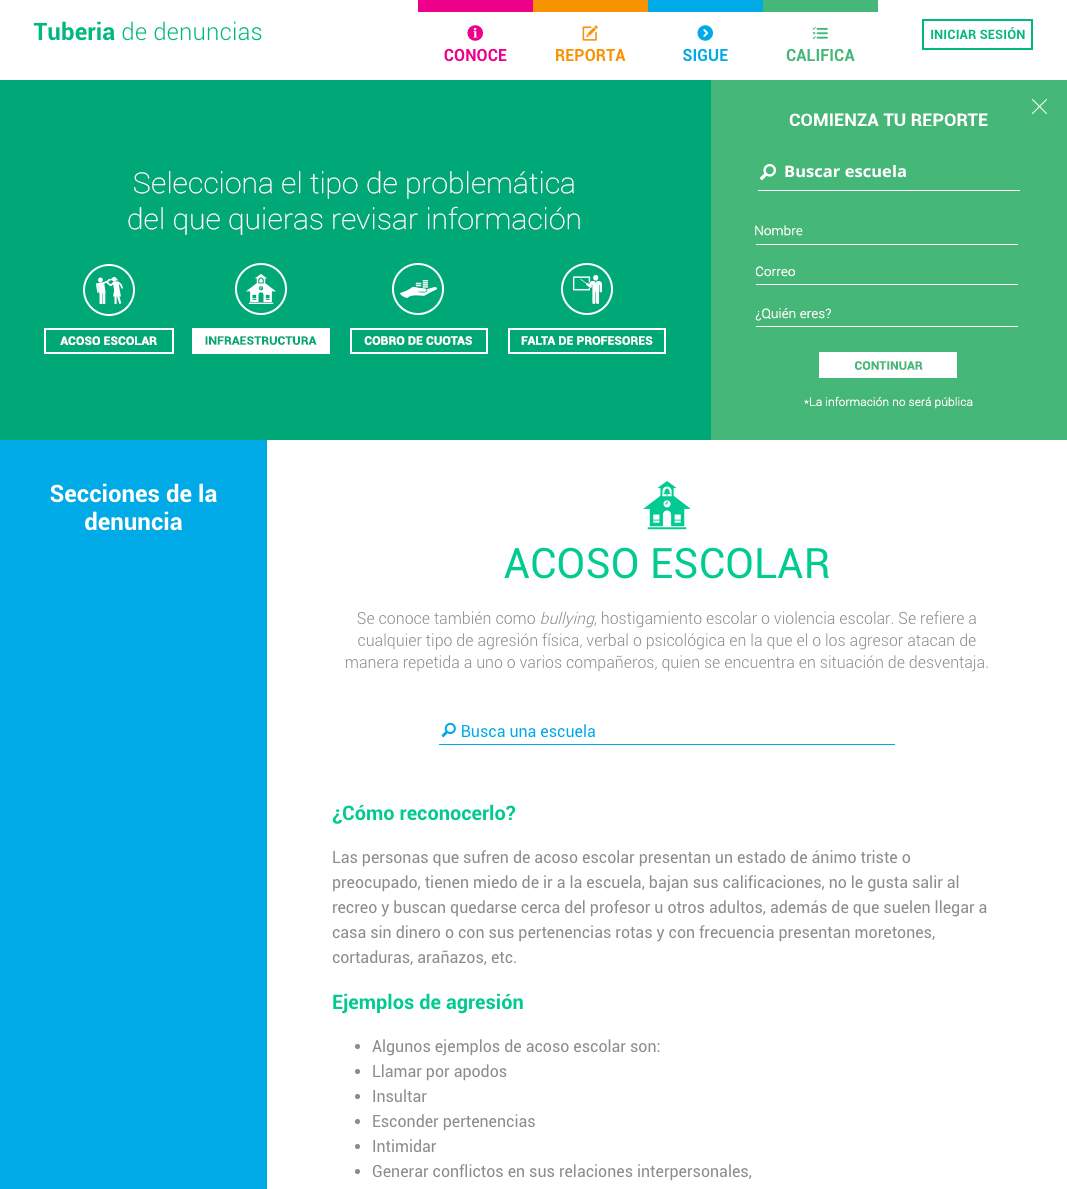 Tuberia de denuncias
CONOCE
REPORTA
SIGUE
CALIFICA
INICIAR SESIÓN
Selecciona el tipo de problemática
del que quieras revisar información
ACOSO ESCOLAR
INFRAESTRUCTURA
COBRO DE CUOTAS
FALTA DE PROFESORES
COMIENZA TU REPORTE
Buscar escuela
Nombre
Correo
¿Quién eres?
CONTINUAR
*La información no será pública
Secciones de la
denuncia
ACOSO ESCOLAR
Se conoce también como bullying, hostigamiento escolar o violencia escolar. Se refiere a
cualquier tipo de agresión física, verbal o psicológica en la que el o los agresor atacan de
manera repetida a uno o varios compañeros, quien se encuentra en situación de desventaja.
Busca una escuela
¿Cómo reconocerlo?
Las personas que sufren de acoso escolar presentan un estado de ánimo triste o
preocupado, tienen miedo de ir a la escuela, bajan sus calificaciones, no le gusta salir al
recreo y buscan quedarse cerca del profesor u otros adultos, además de que suelen llegar a
casa sin dinero o con sus pertenencias rotas y con frecuencia presentan moretones,
cortaduras, arañazos, etc.
Ejemplos de agresión
• Algunos ejemplos de acoso escolar son:
• Llamar por apodos
• Insultar
• Esconder pertenencias
• Intimidar
• Generar conflictos en sus relaciones interpersonales,